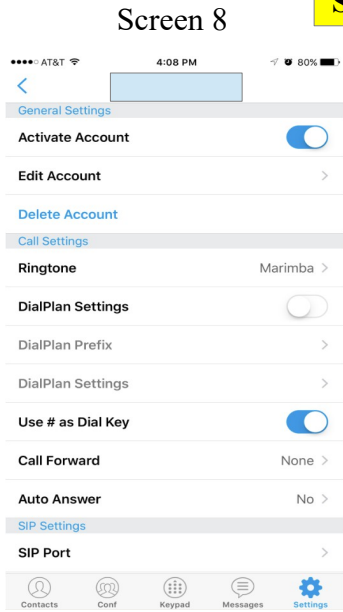 Screen 8
AT&T 4:08 PM 80%
General Settings
Activate Account
Edit Account
Delete Account
Call Settings
Ringtone Marimba
DialPlan Settings
DialPlan Prefix
DialPlan Settings
Use # as Dial Key
Call Forward None
Auto Answer No
SIP Settings
SIP Port
Contacts Conf Keypad Messages Settings